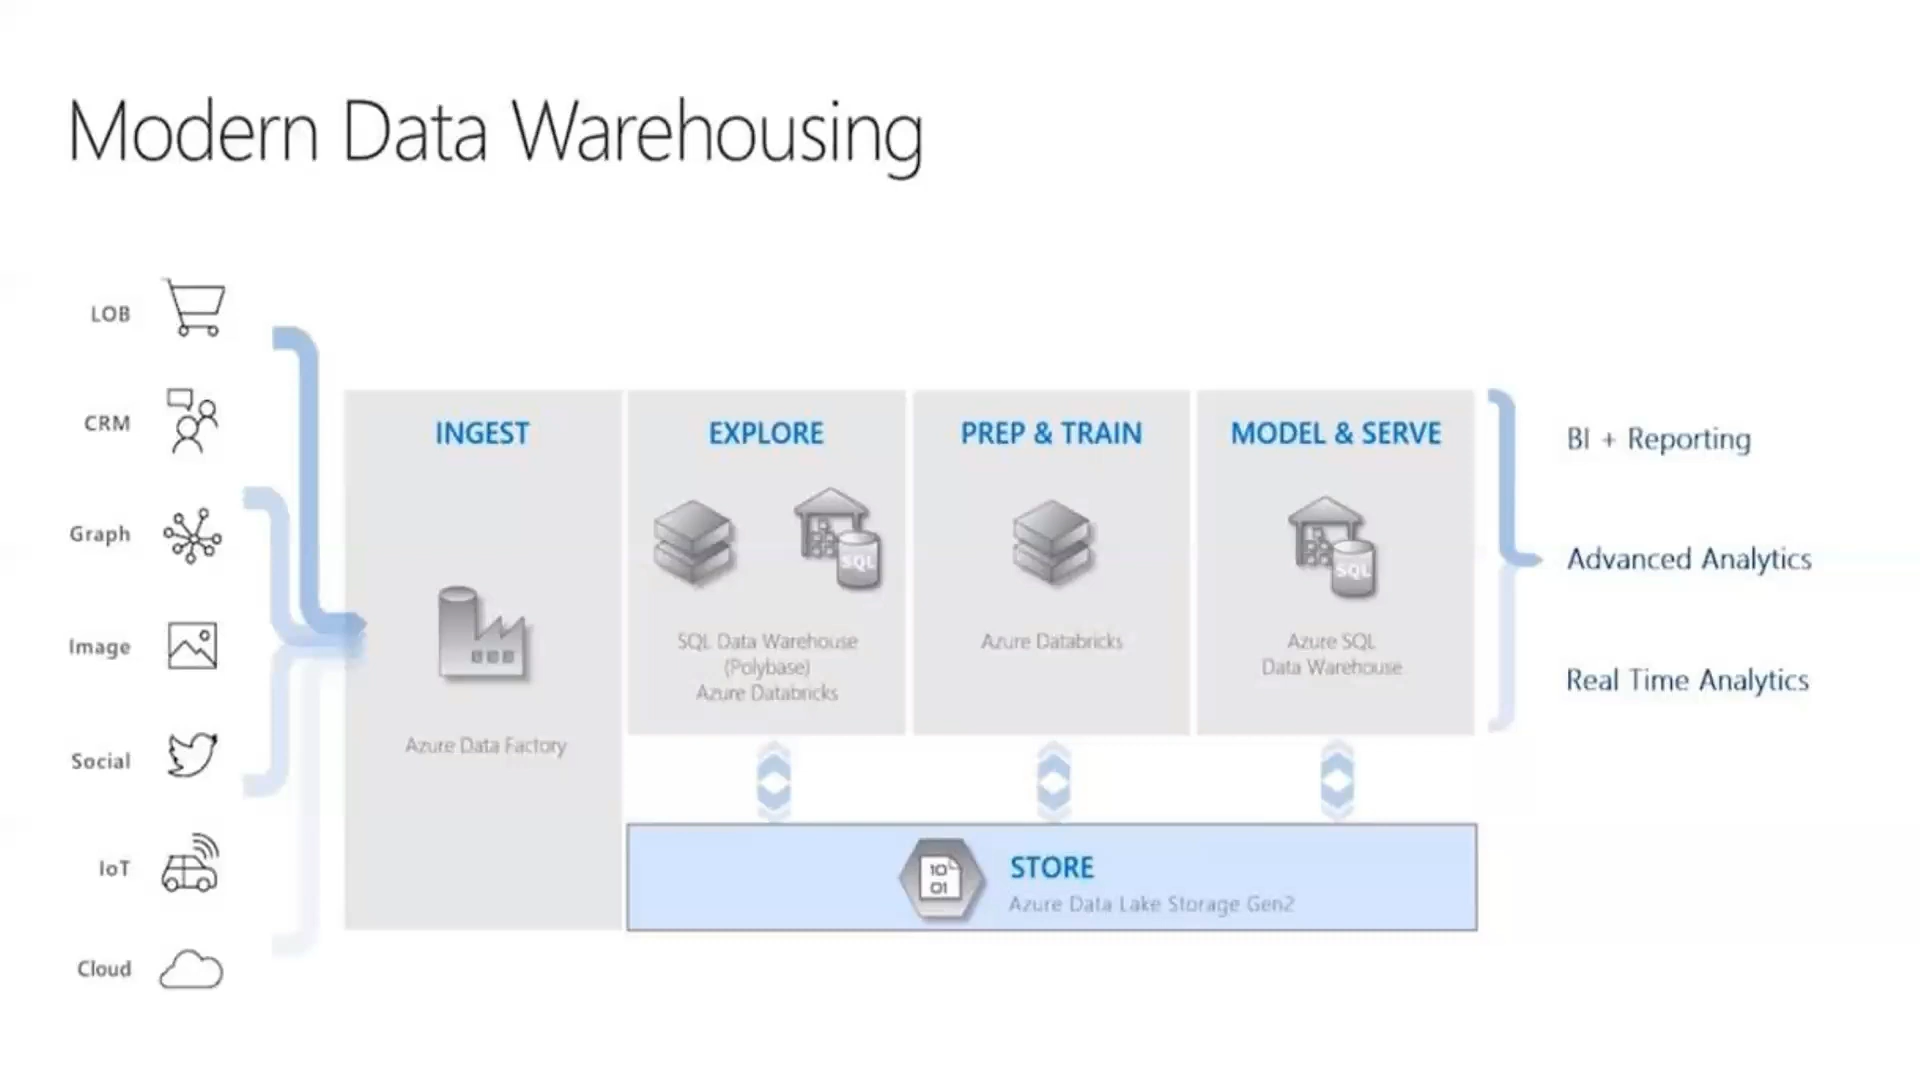 Modern Data Warehousing
LOB
CRM
Graph
Image
Social
IoT
Cloud
INGEST
Azure Data Factory
EXPLORE
SQL
SQL Data Warehouse
(Polybase)
Azure Databricks
PREP & TRAIN
Azure Databricks
MODEL & SERVE
SQL
Azure SQL
Data Warehouse
10
01
STORE
Azure Data Lake Storage Gen2
BI + Reporting
Advanced Analytics
Real Time Analytics